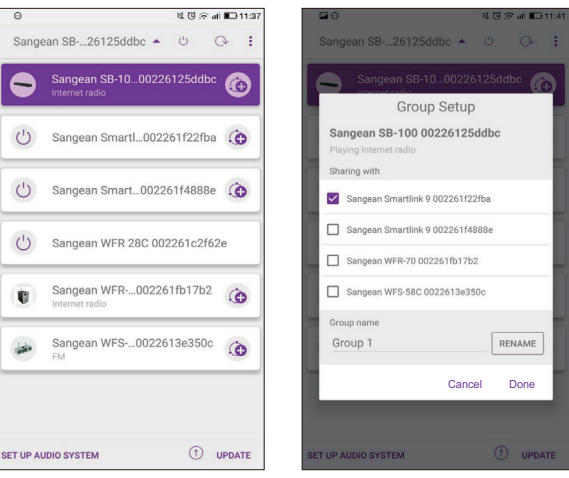 11:37
Sangean SB-...26125ddbc
Sangean SB-10...00226125ddbc
Internet radio
Sangean Smartl...002261f22fba
Sangean Smart...002261f4888e
Sangean WFR 28C 002261c2f62e
Sangean WFR-...002261fb17b2
Internet radio
Sangean WFS-...0022613e350c
FM
SET UP AUDIO SYSTEM
UPDATE
11:41
Sangean SB-...26125ddbc
Sangean SB-10...00226125ddbc
Internet radio
Group Setup
Sangean SB-100 00226125ddbc
Playing Internet radio
Sharing with
Sangean Smartlink 9 002261f22fba
Sangean Smartlink 9 002261f4888e
Sangean WFR-70 002261fb17b2
Sangean WFS-58C 0022613e350c
Group name
Group 1
RENAME
Cancel Done
SET UP AUDIO SYSTEM
UPDATE